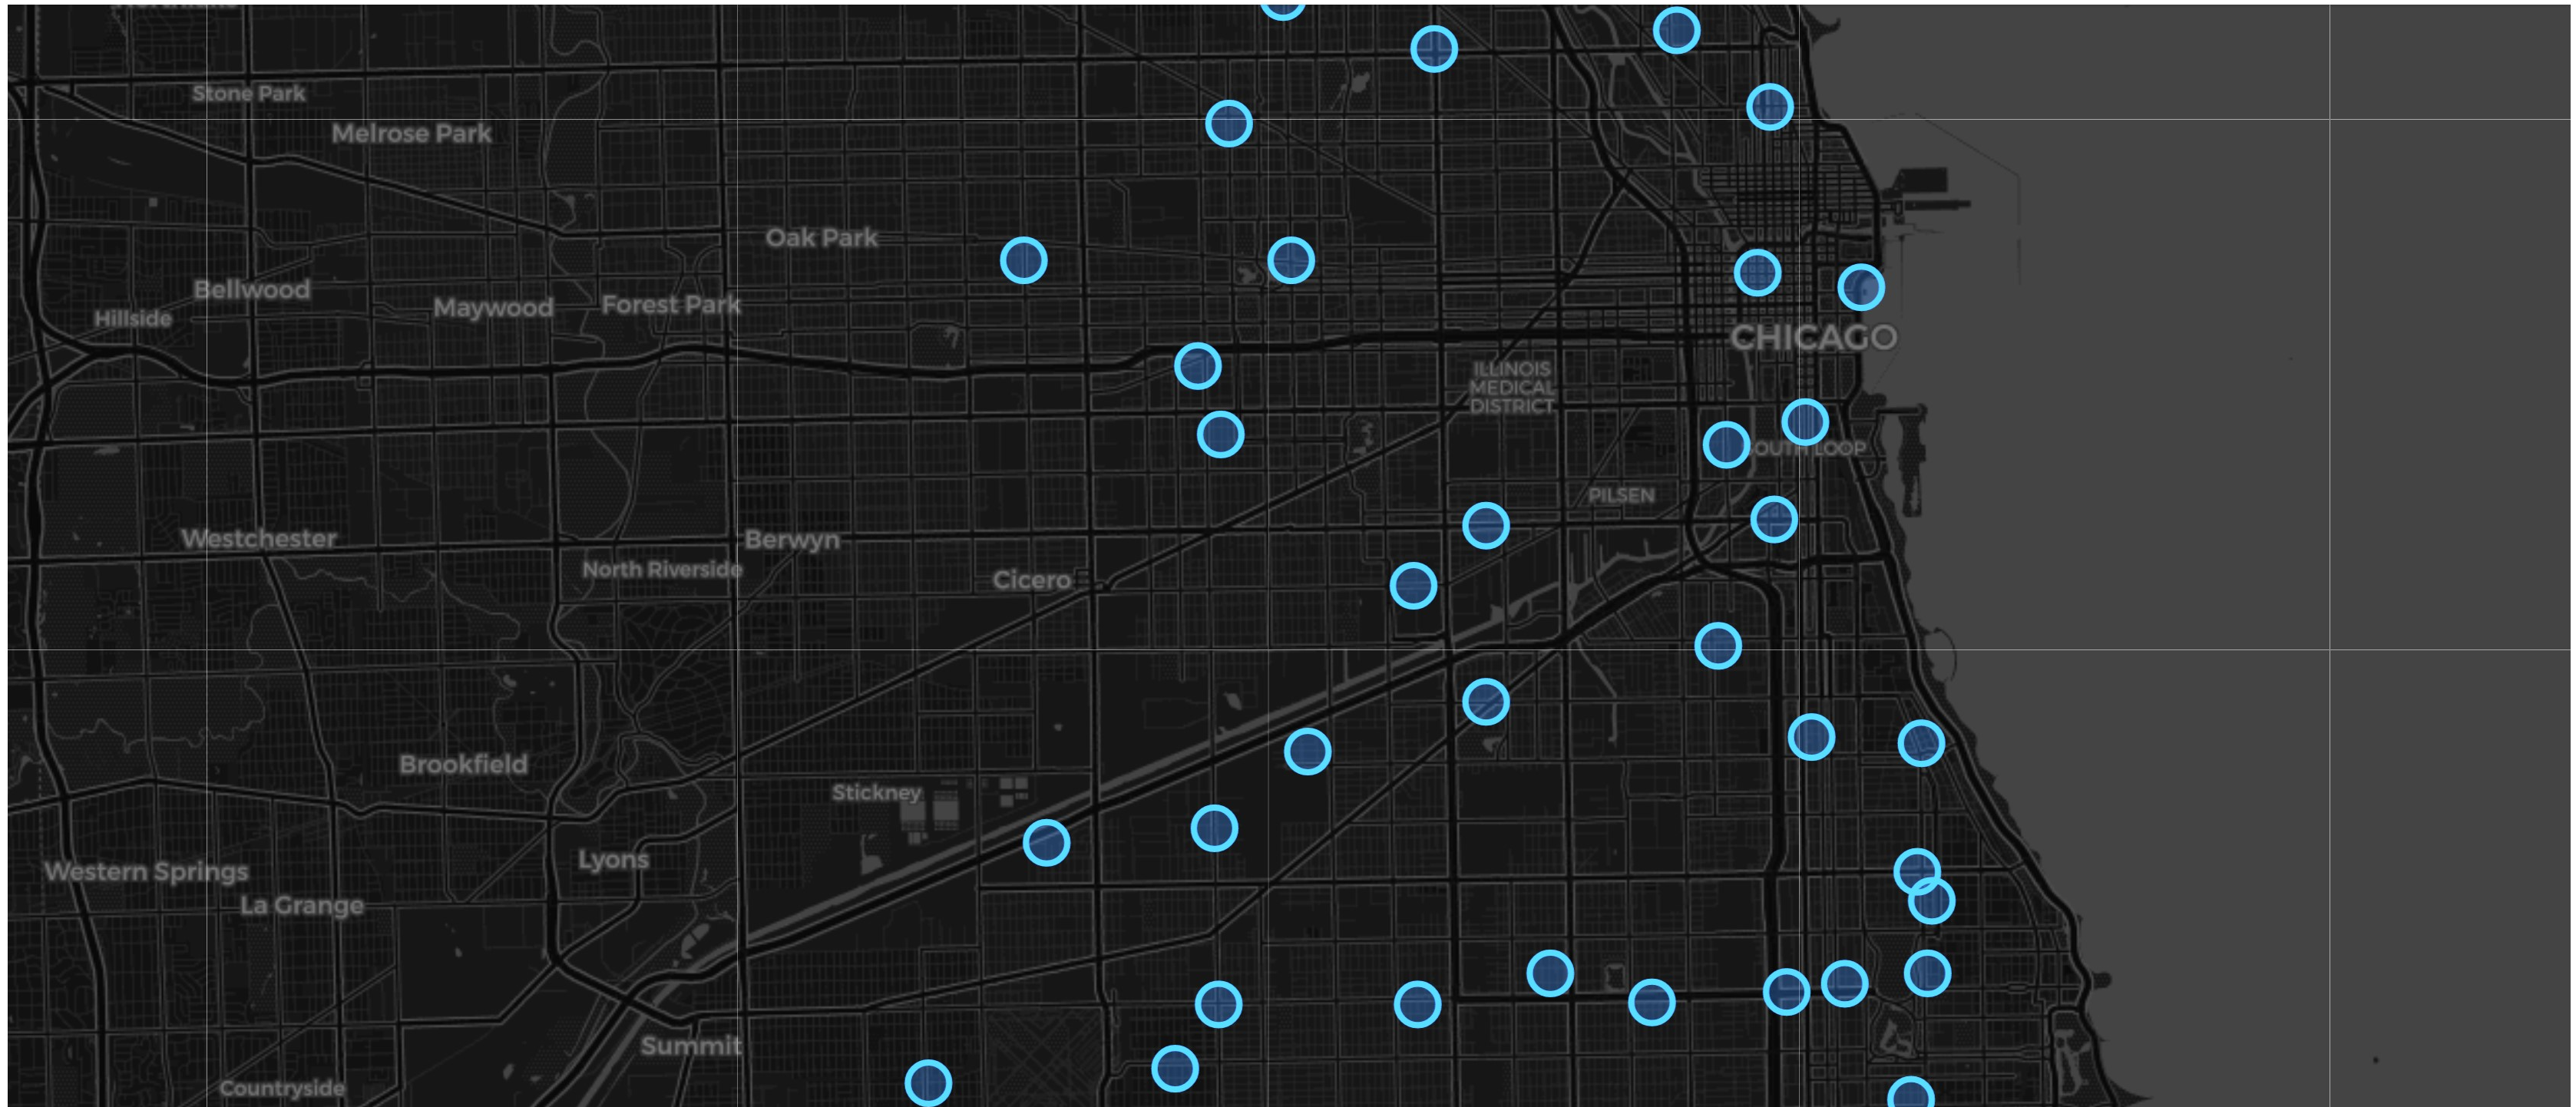 Stone Park
Melrose Park
Oak Park
Bellwood
Maywood
Forest Park
Hillside
CHICAGO
ILLINOIS
MEDICAL
DISTRICT
SOUTH LOOP
PILSEN
Westchester
Berwyn
North Riverside
Cicero
Brookfield
Stickney
Lyons
Western Springs
La Grange
Summit
Countryside